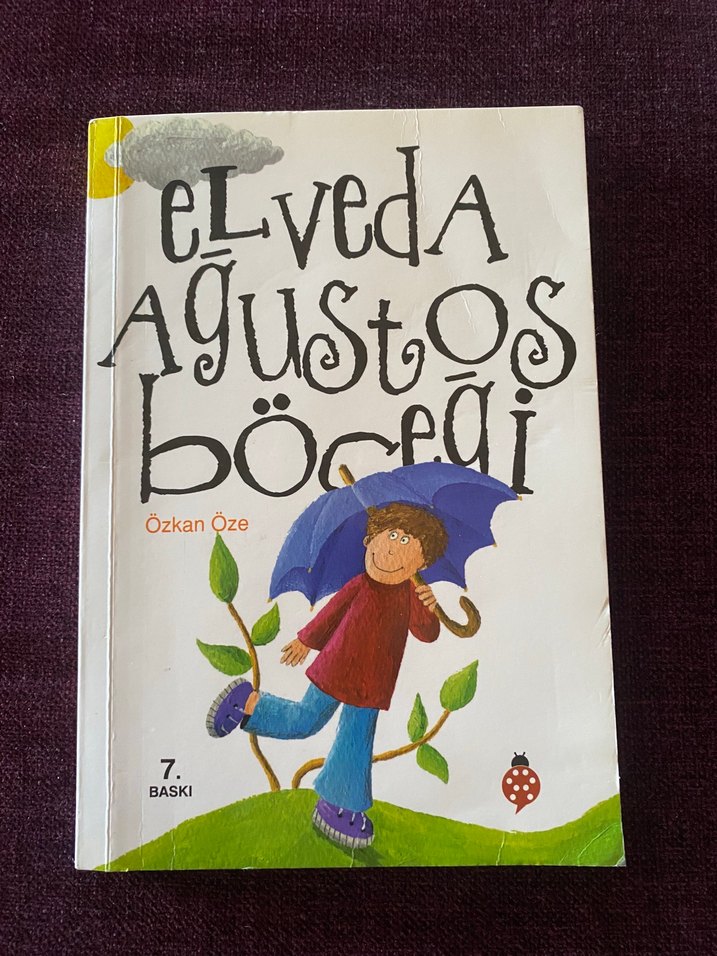 eLvedA
Ağustos
böceği
Özkan Öze
7.
BASKI